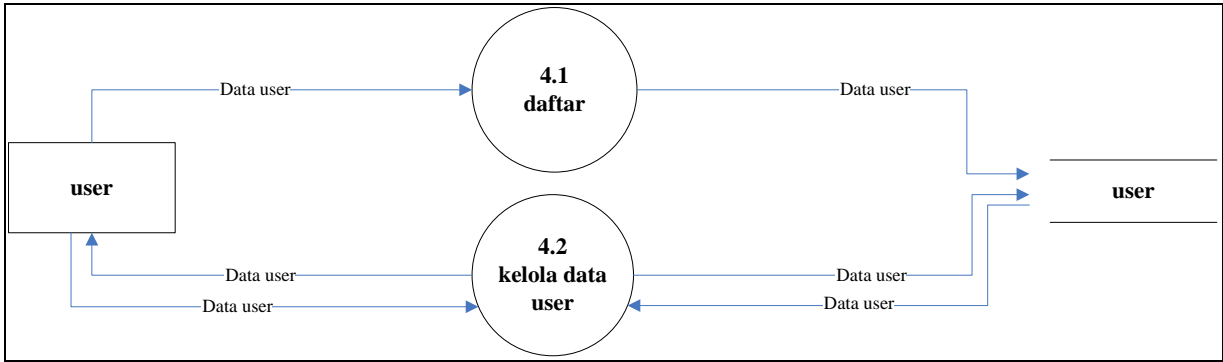 4.1
daftar
Data user
Data user
user
user
4.2
kelola data
user
Data user
Data user
Data user
Data user